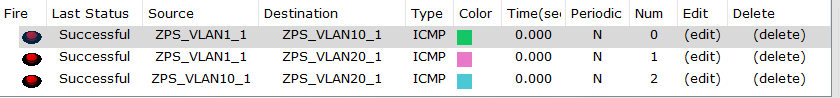 Fire Last Status Source Destination Type Color Time(sec Periodic Num Edit Delete
Successful ZPS_VLAN1_1 ZPS_VLAN10_1 ICMP 0.000 N 0 (edit) (delete)
Successful ZPS_VLAN1_1 ZPS_VLAN20_1 ICMP 0.000 N 1 (edit) (delete)
Successful ZPS_VLAN10_1 ZPS_VLAN20_1 ICMP 0.000 N 2 (edit) (delete)